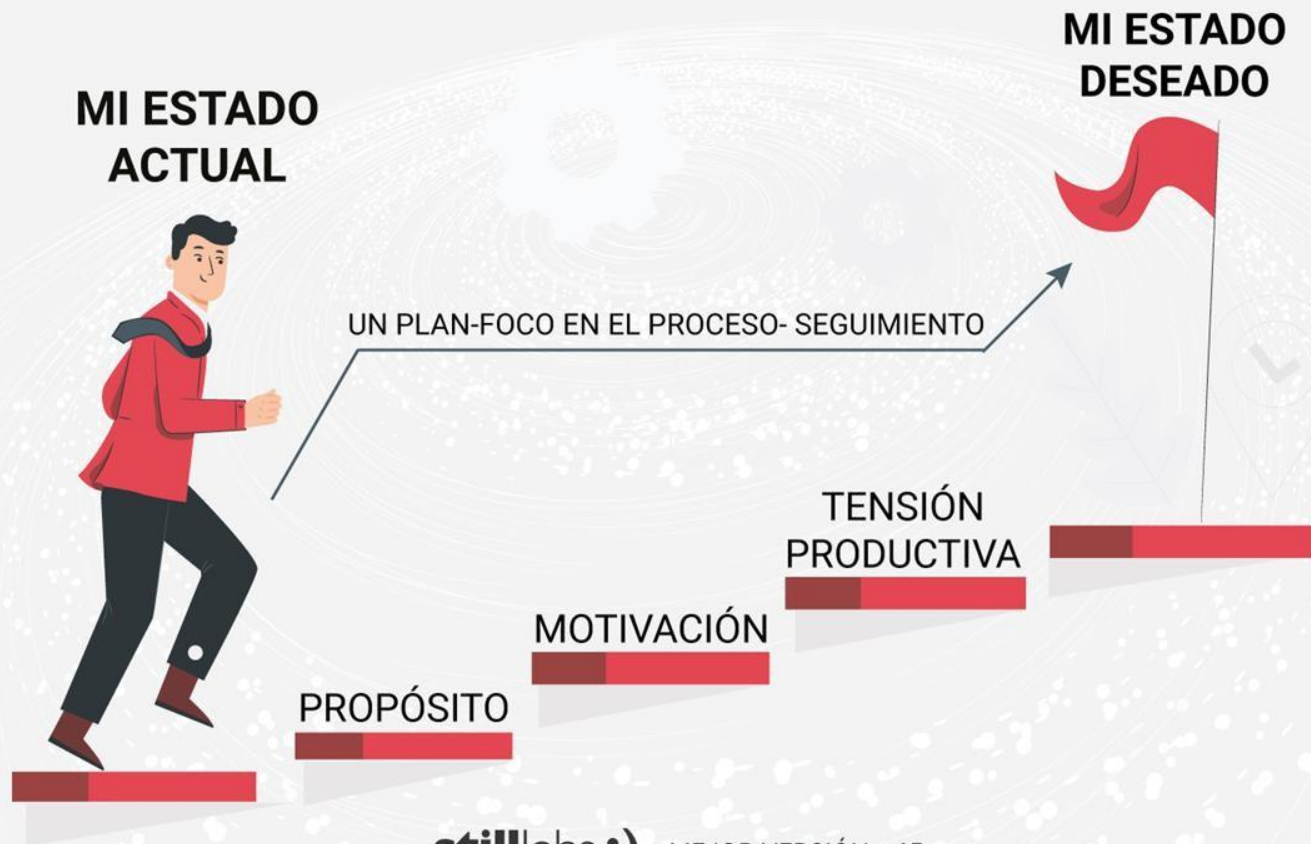 MI ESTADO
DESEADO
MI ESTADO
ACTUAL
UN PLAN-FOCO EN EL PROCESO- SEGUIMIENTO
TENSIÓN
PRODUCTIVA
MOTIVACIÓN
PROPÓSITO